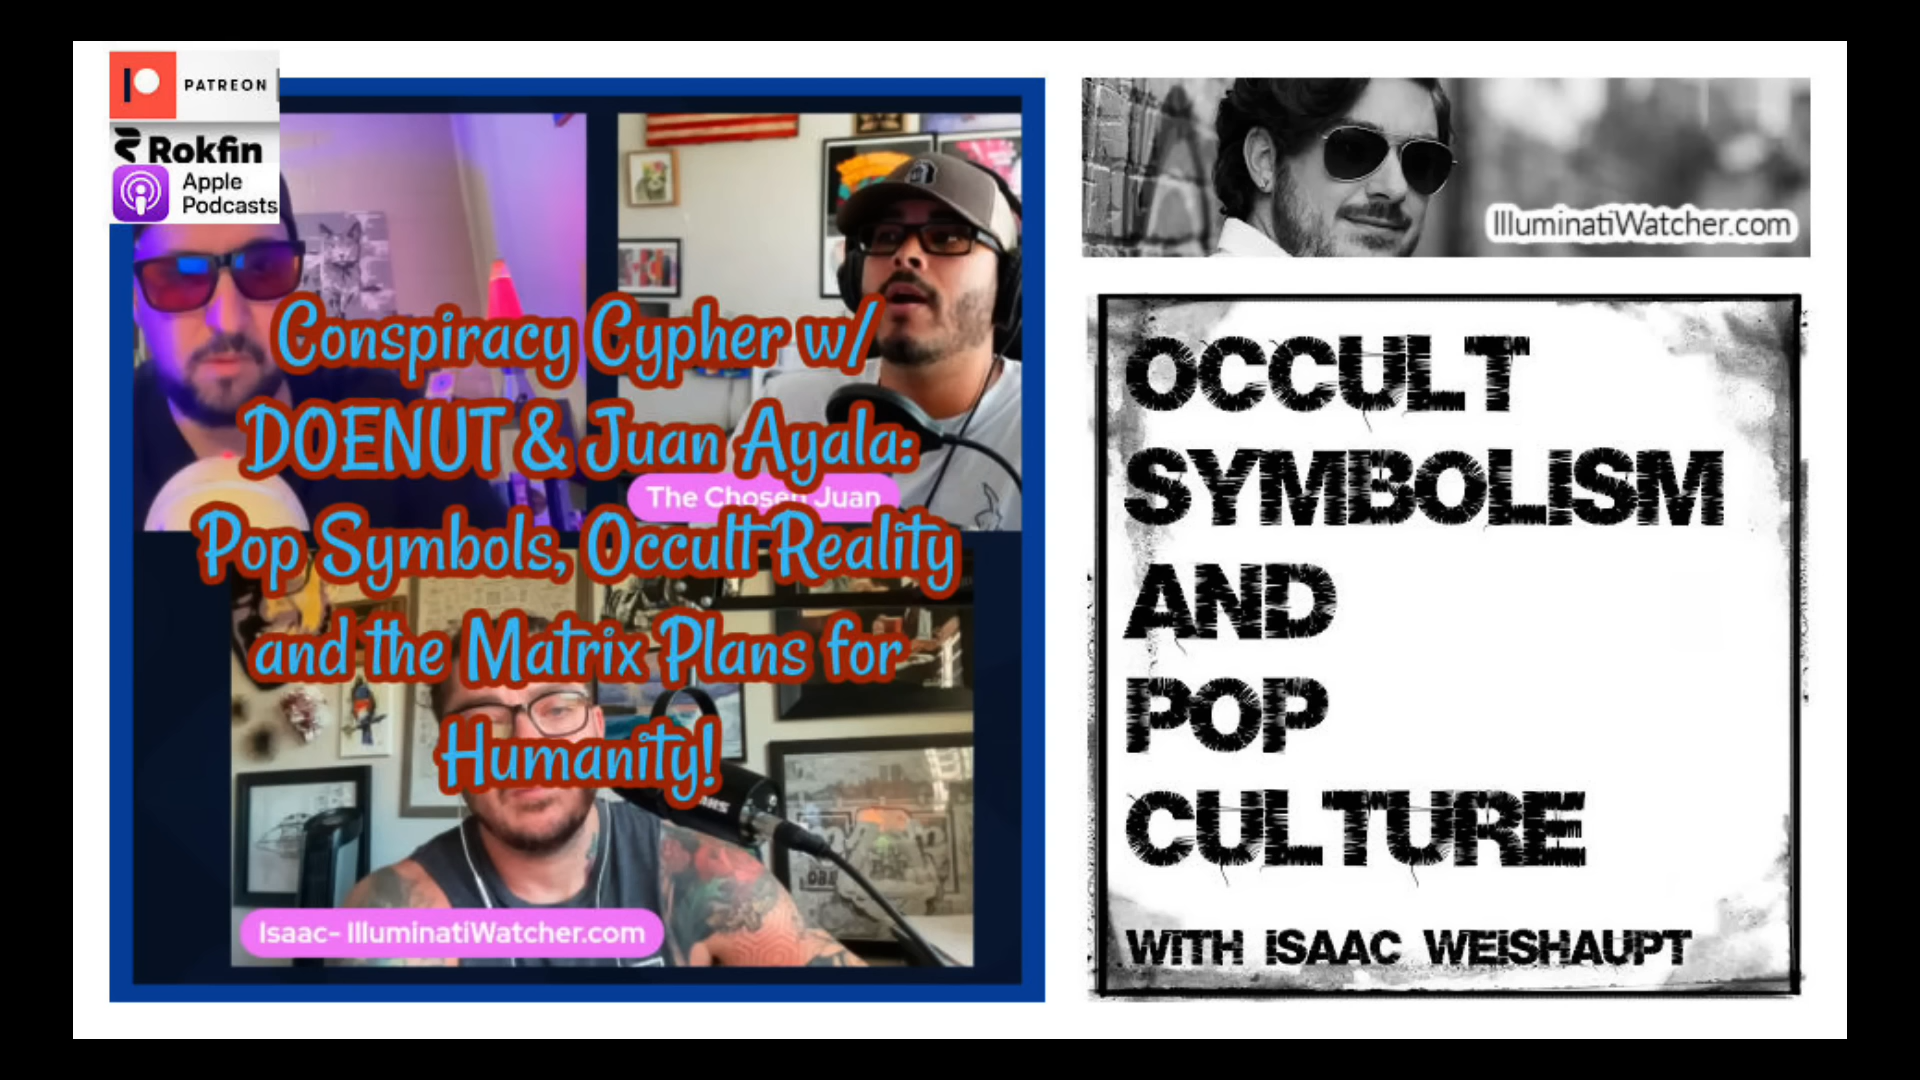 PATREON
Rokfin
Apple
Podcasts
Conspiracy Cypher w/
DOENUT & Juan Ayala:
The Chosen Juan
Pop Symbols, Occult Reality
and the Matrix Plans for
Humanity!
Isaac- IlluminatiWatcher.com
IlluminatiWatcher.com
OCCULT
SYMBOLISM
AND
POP
CULTURE
WITH ISAAC WEISHAUPT